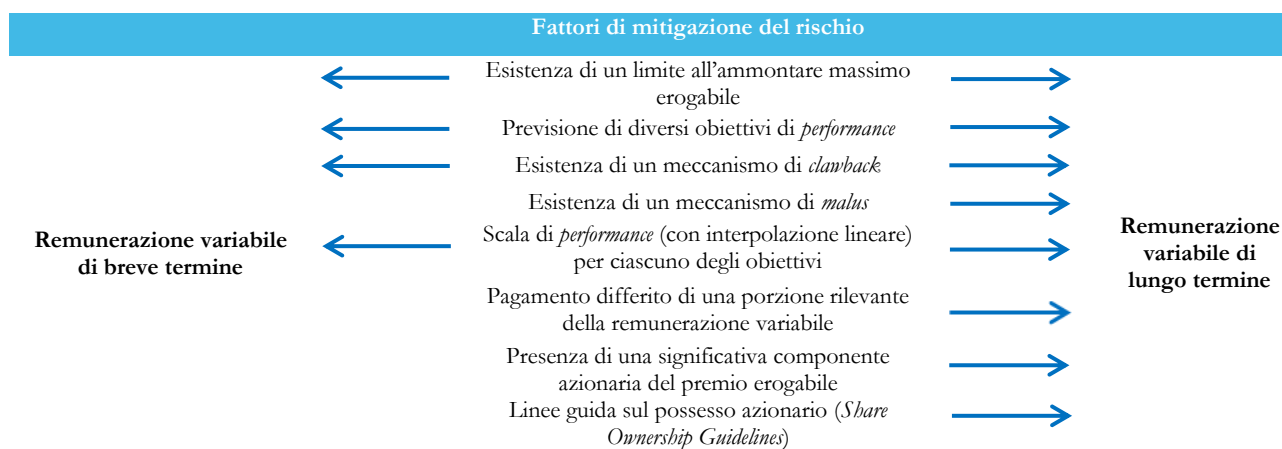 Fattori di mitigazione del rischio
Esistenza di un limite all’ammontare massimo
erogabile
Previsione di diversi obiettivi di performance
Esistenza di un meccanismo di clawback
Esistenza di un meccanismo di malus
Remunerazione variabile
di breve termine
Scala di performance (con interpolazione lineare)
per ciascuno degli obiettivi
Remunerazione
variabile di
lungo termine
Pagamento differito di una porzione rilevante
della remunerazione variabile
Presenza di una significativa componente
azionaria del premio erogabile
Linee guida sul possesso azionario (Share
Ownership Guidelines)